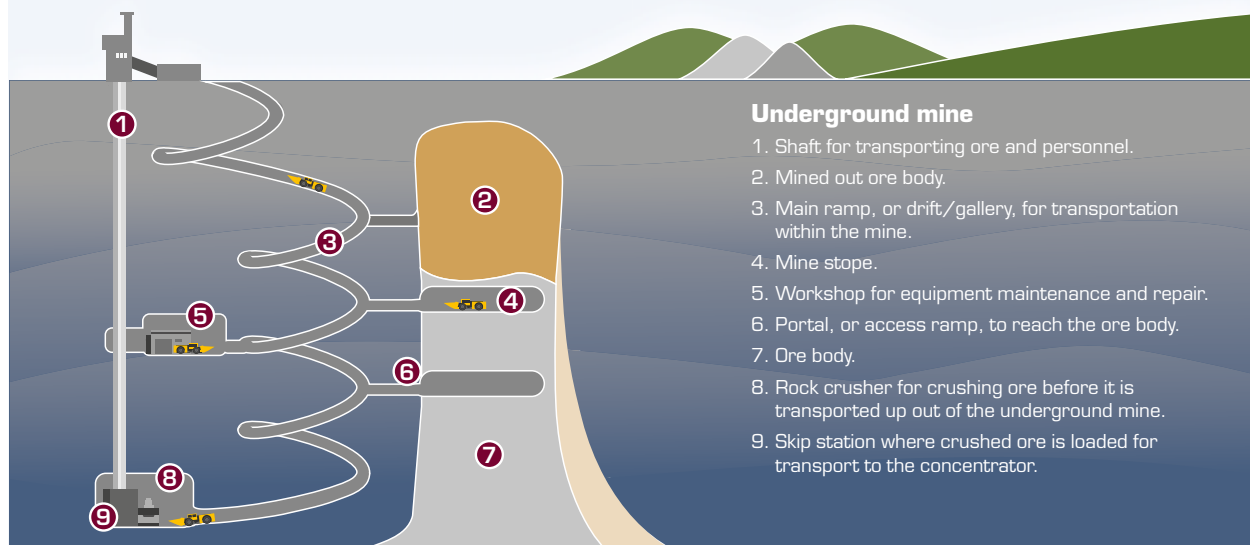 1
2
3
4
5
6
7
8
9
Underground mine
1. Shaft for transporting ore and personnel.
2. Mined out ore body.
3. Main ramp, or drift/gallery, for transportation
within the mine.
4. Mine stope.
5. Workshop for equipment maintenance and repair.
6. Portal, or access ramp, to reach the ore body.
7. Ore body.
8. Rock crusher for crushing ore before it is
transported up out of the underground mine.
9. Skip station where crushed ore is loaded for
transport to the concentrator.